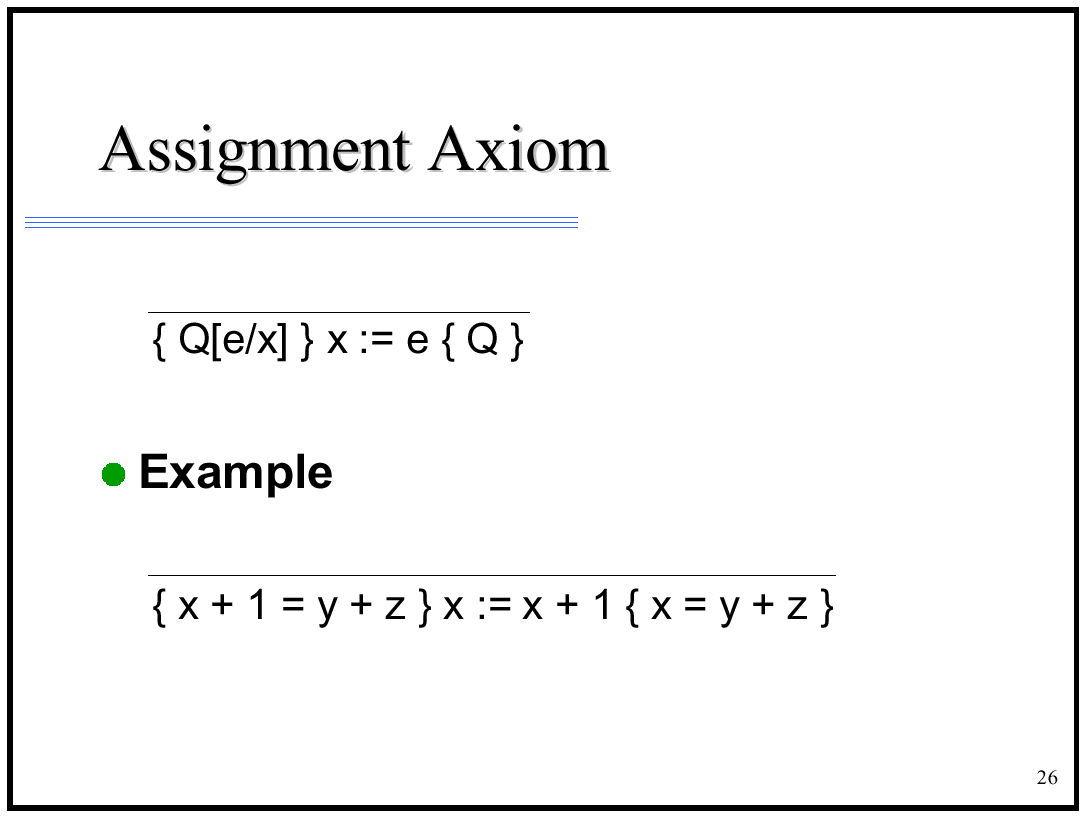 Assignment Axiom
{ Q[e/x] } x := e { Q }
Example
{ x + 1 = y + z } x := x + 1 { x = y + z }
26